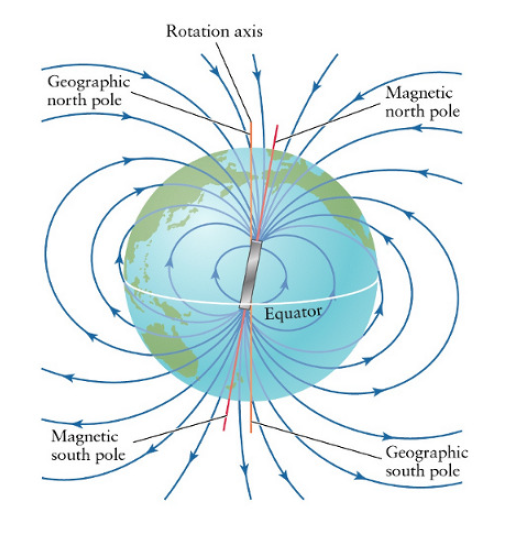 Rotation axis
Geographic
north pole
Magnetic
north pole
Equator
Magnetic
south pole
Geographic
south pole